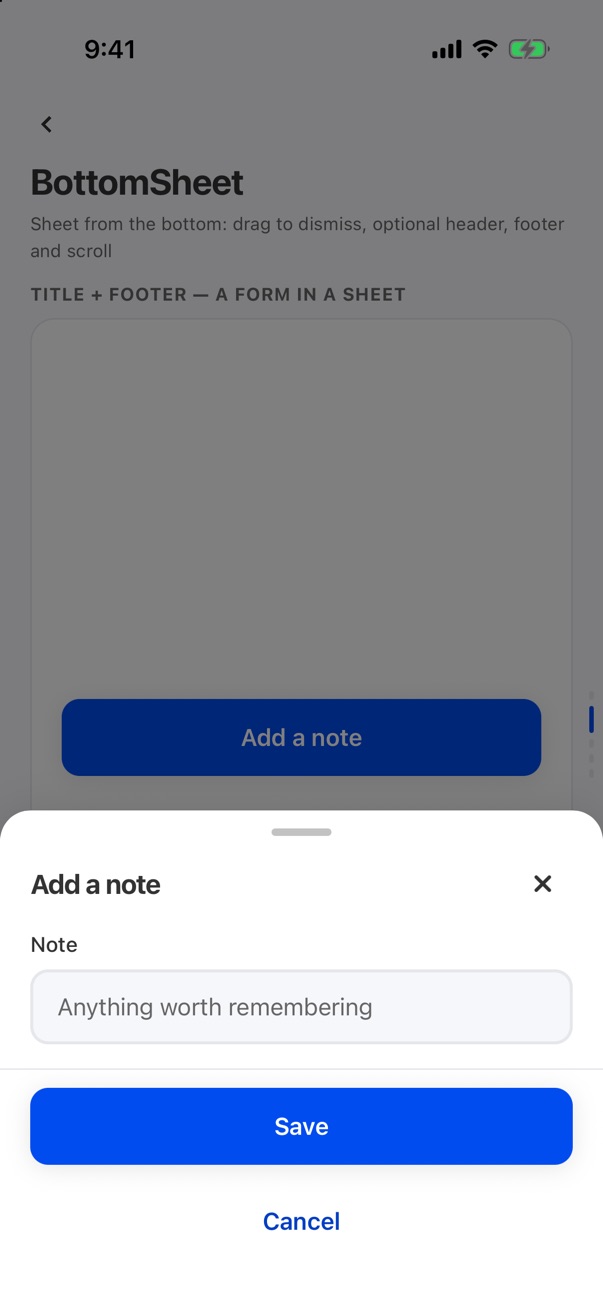 9:41
BottomSheet
Sheet from the bottom: drag to dismiss, optional header, footer
and scroll
TITLE + FOOTER — A FORM IN A SHEET
Add a note
Add a note
Note
Anything worth remembering
Save
Cancel